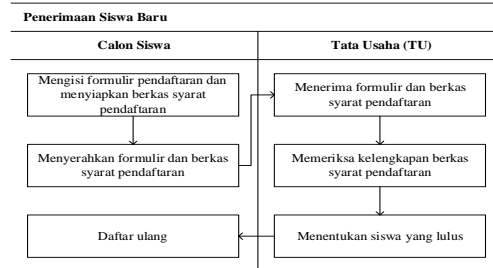 Penerimaan Siswa Baru
Calon Siswa
Tata Usaha (TU)
Mengisi formulir pendaftaran dan
menyiapkan berkas syarat
pendaftaran
Menerima formulir dan berkas
syarat pendaftaran
Menyerahkan formulir dan berkas
syarat pendaftaran
Memeriksa kelengkapan berkas
syarat pendaftaran
Daftar ulang
Menentukan siswa yang lulus